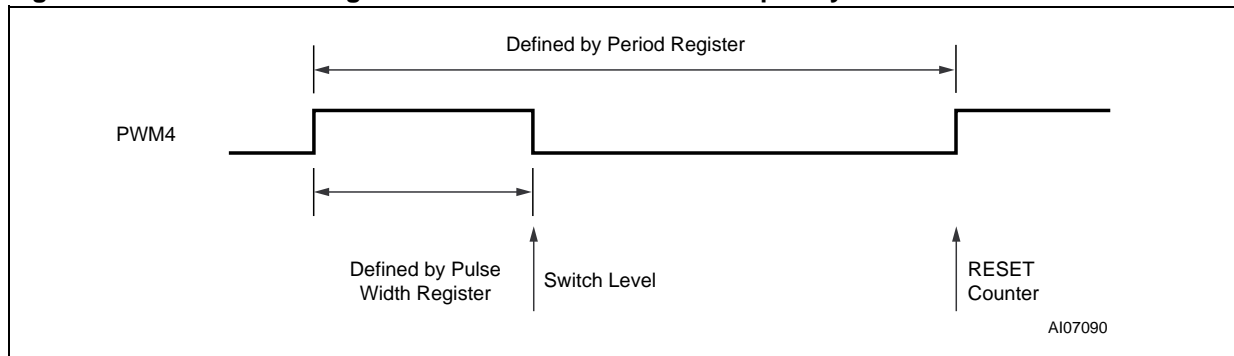 Defined by Period Register
PWM4
Defined by Pulse
Width Register
Switch Level
RESET
Counter
AI07090